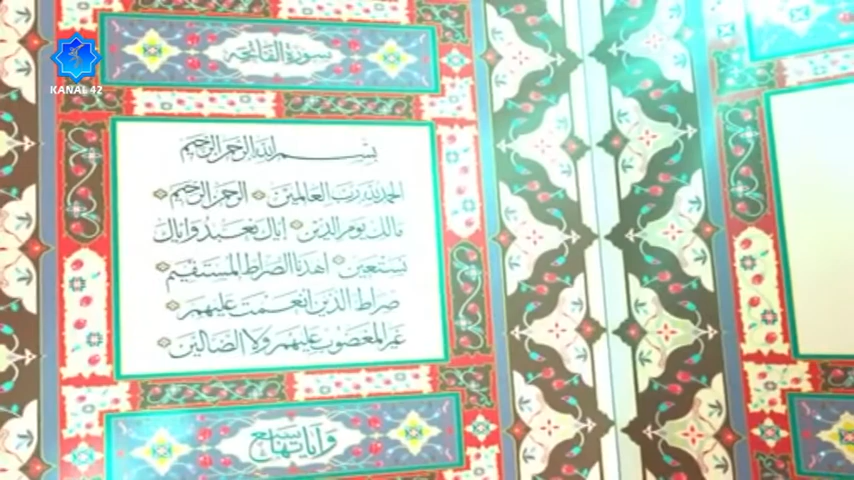 KANAL 42
سورة الفاتحة
بسم الله الرحمن الرحيم
الحمد لله رب العالمين الرحمن الرحيم
مالك يوم الدين إياك نعبد وإياك
نستعين اهدنا الصراط المستقيم
صراط الذين أنعمت عليهم
غير المغضوب عليهم ولا الضالين
وآياتها سبع